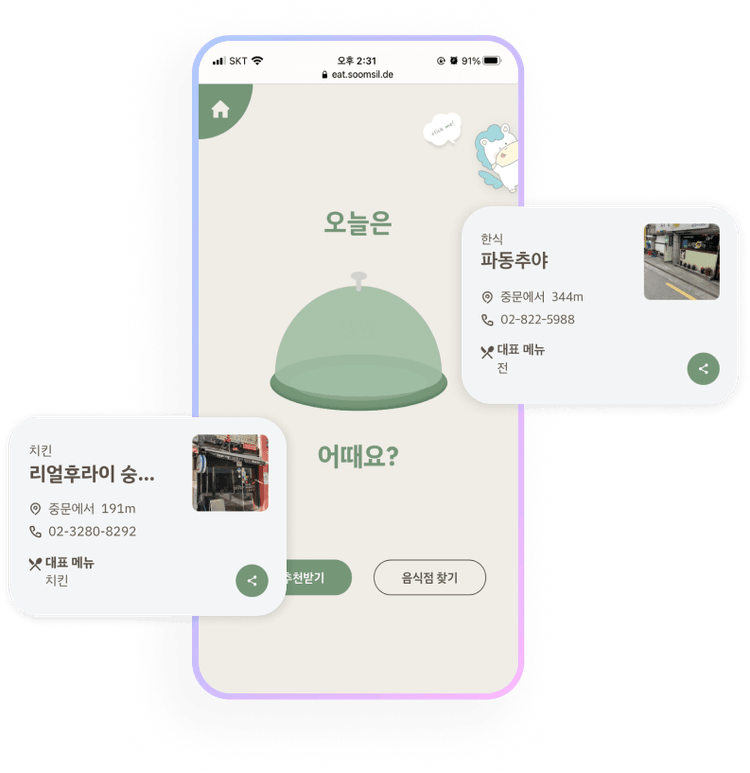 SKT
오후 2:31
91%
eat.soomsil.de
click me!
오늘은
한식
파동추야
중문에서 344m
02-822-5988
대표 메뉴
전
어때요?
치킨
리얼후라이 숭...
중문에서 191m
02-3280-8292
대표 메뉴
치킨
추천받기
음식점 찾기